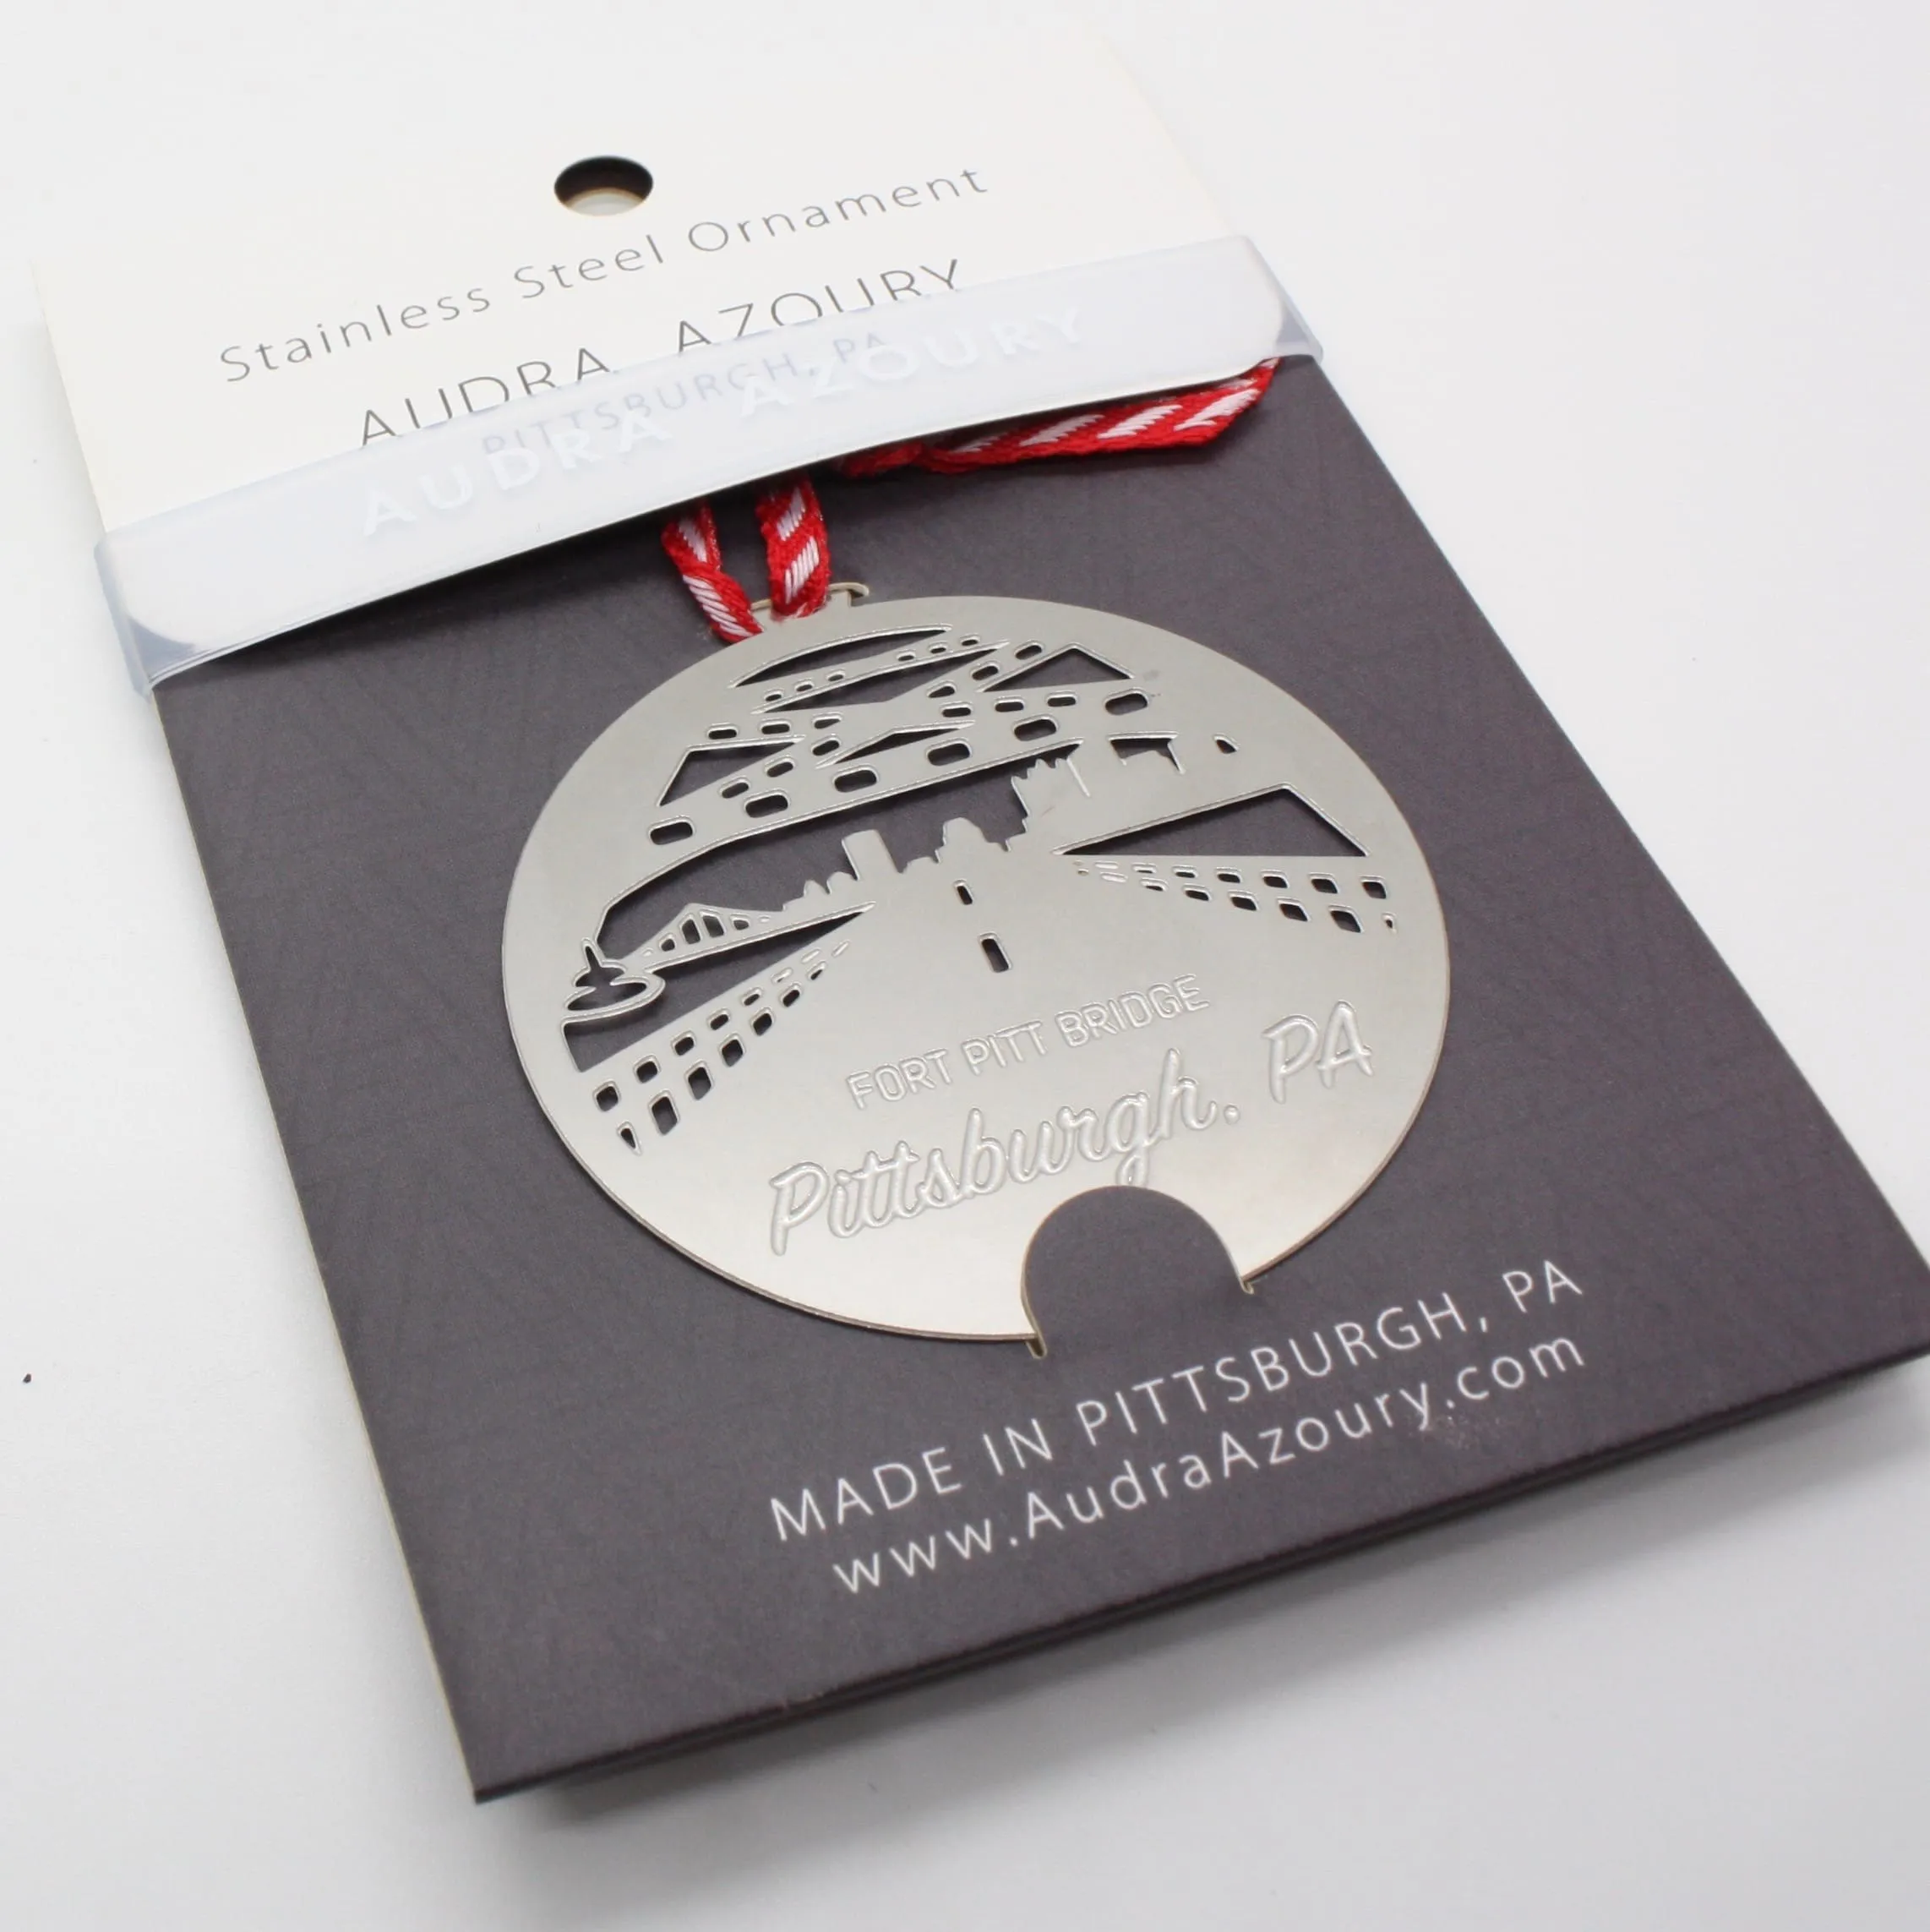 Stainless Steel Ornament
AUDRA AZOURY
PITTSBURGH, PA
AUDRA AZOURY
FORT PITT BRIDGE
Pittsburgh, PA
MADE IN PITTSBURGH, PA
www.AudraAzoury.com